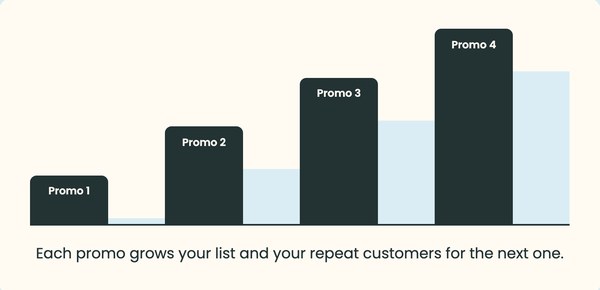 Promo 4
Promo 3
Promo 2
Promo 1
Each promo grows your list and your repeat customers for the next one.